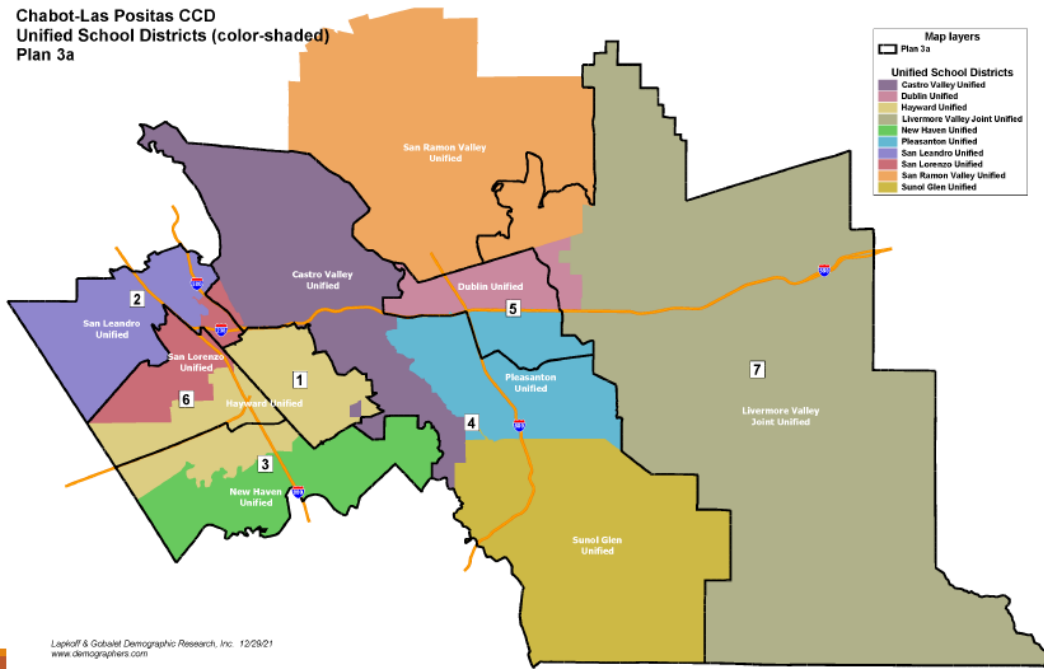 Chabot-Las Positas CCD
Unified School Districts (color-shaded)
Plan 3a
Map layers
Plan 3a
Unified School Districts
Castro Valley Unified
Dublin Unified
Hayward Unified
Livermore Valley Joint Unified
New Haven Unified
Pleasanton Unified
San Leandro Unified
San Lorenzo Unified
San Ramon Valley Unified
Sunol Glen Unified
San Ramon Valley
Unified
Castro Valley
Unified
Dublin Unified
5
2
San Leandro
Unified
San Lorenzo
Unified
6
1
Hayward Unified
Pleasanton
Unified
4
7
Livermore Valley
Joint Unified
3
New Haven
Unified
Sunol Glen
Unified
Lapkoff & Gobalet Demographic Research, Inc. 12/29/21
www.demographers.com